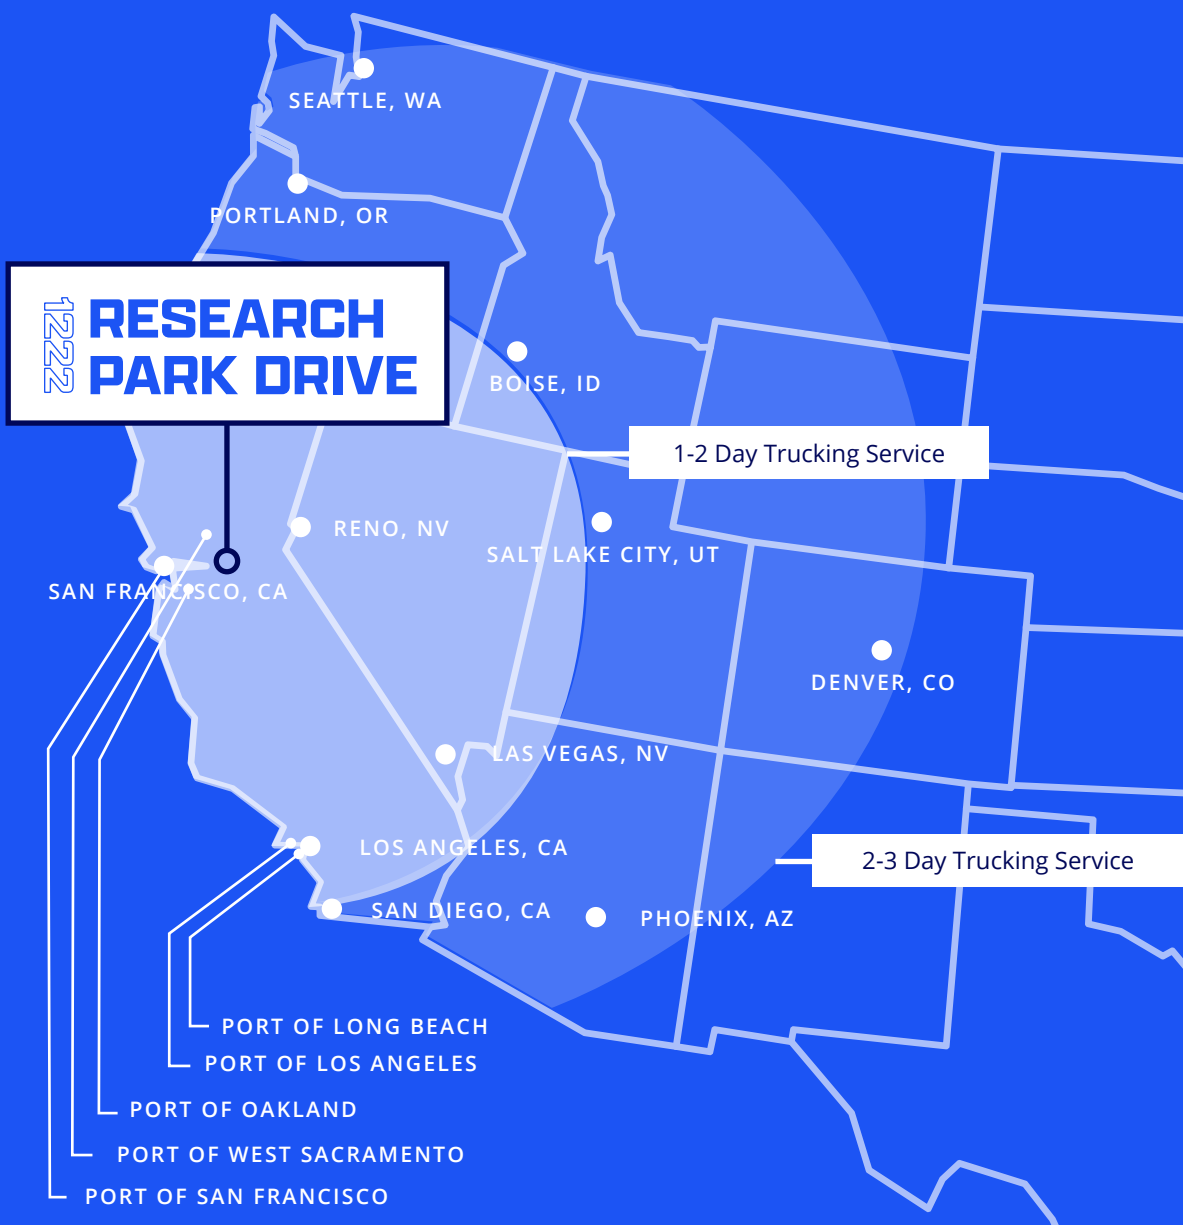 SEATTLE, WA
PORTLAND, OR
1222
RESEARCH
PARK DRIVE
BOISE, ID
1-2 Day Trucking Service
RENO, NV
SALT LAKE CITY, UT
SAN FRANCISCO, CA
DENVER, CO
LAS VEGAS, NV
LOS ANGELES, CA
2-3 Day Trucking Service
SAN DIEGO, CA
PHOENIX, AZ
PORT OF LONG BEACH
PORT OF LOS ANGELES
PORT OF OAKLAND
PORT OF WEST SACRAMENTO
PORT OF SAN FRANCISCO